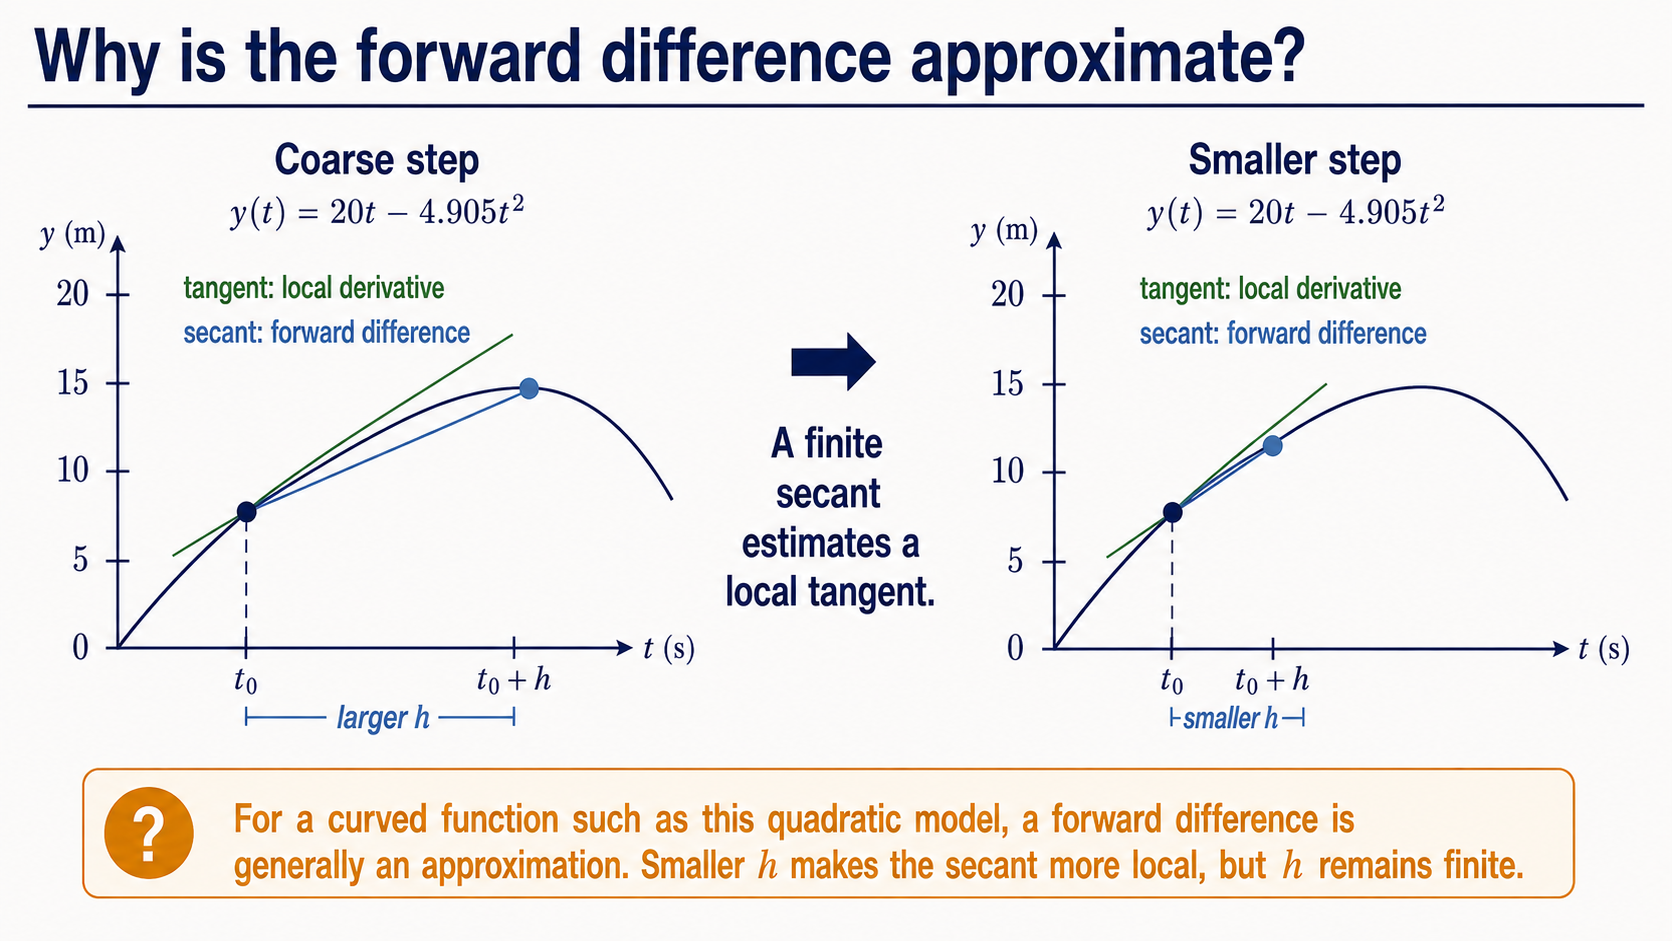 Why is the forward difference approximate?
Coarse step
y(t) = 20t − 4.905t²
y (m)
20
15
10
5
0
tangent: local derivative
secant: forward difference
t₀
t₀ + h
t (s)
larger h
A finite
secant
estimates a
local tangent.
Smaller step
y(t) = 20t − 4.905t²
y (m)
20
15
10
5
0
tangent: local derivative
secant: forward difference
t₀
t₀ + h
t (s)
smaller h
?
For a curved function such as this quadratic model, a forward difference is
generally an approximation. Smaller h makes the secant more local, but h remains finite.